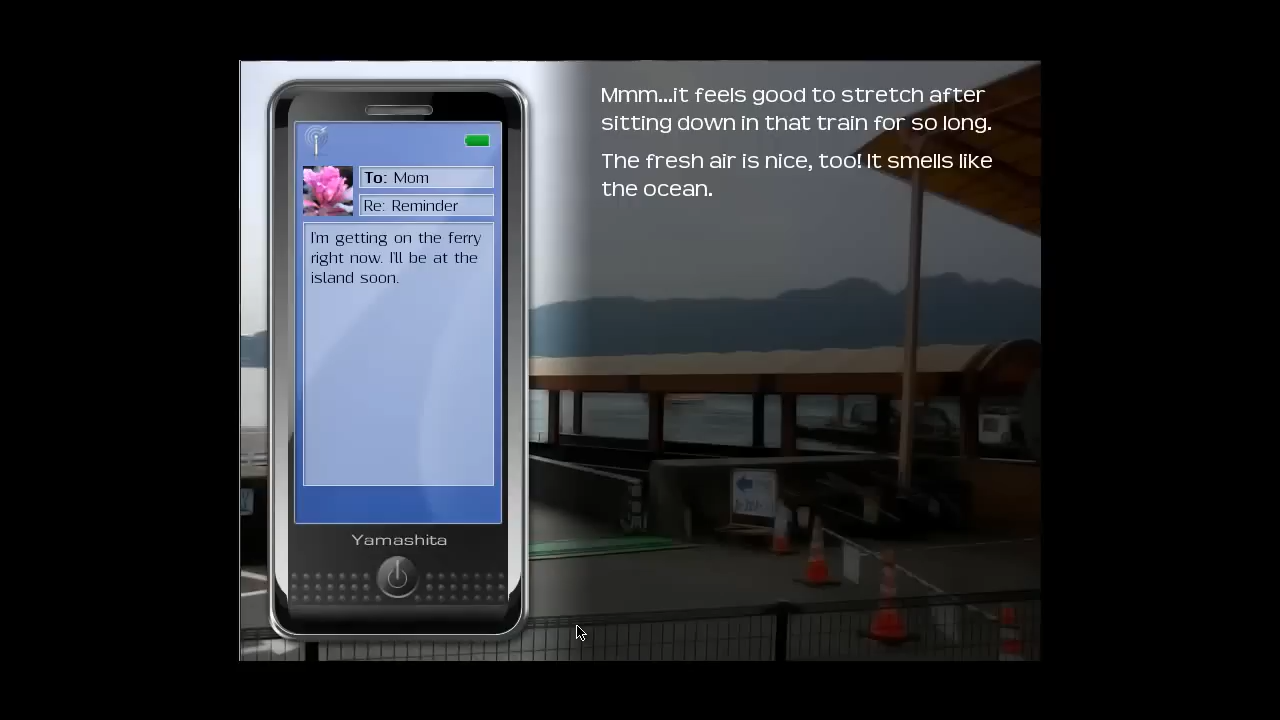 To: Mom
Re: Reminder
I'm getting on the ferry
right now. I'll be at the
island soon.
Yamashita
Mmm...it feels good to stretch after
sitting down in that train for so long.
The fresh air is nice, too! It smells like
the ocean.